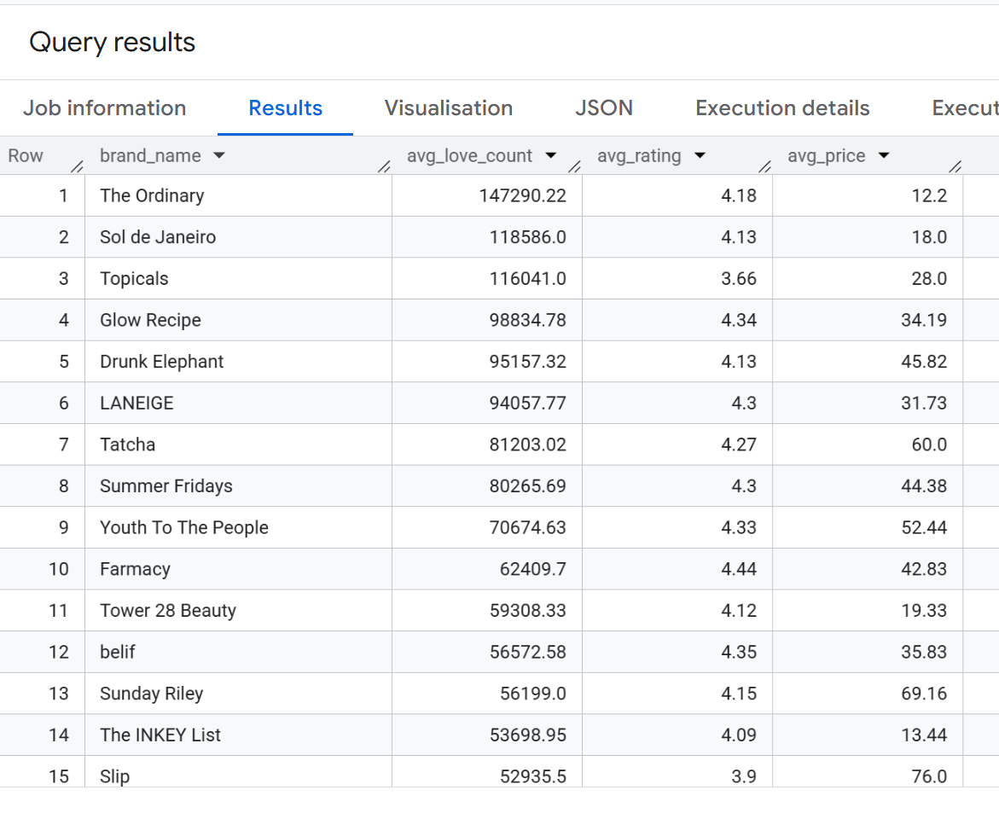 Query results
Job information Results Visualisation JSON Execution details Execut
Row brand_name avg_love_count avg_rating avg_price
1 The Ordinary 147290.22 4.18 12.2
2 Sol de Janeiro 118586.0 4.13 18.0
3 Topicals 116041.0 3.66 28.0
4 Glow Recipe 98834.78 4.34 34.19
5 Drunk Elephant 95157.32 4.13 45.82
6 LANEIGE 94057.77 4.3 31.73
7 Tatcha 81203.02 4.27 60.0
8 Summer Fridays 80265.69 4.3 44.38
9 Youth To The People 70674.63 4.33 52.44
10 Farmacy 62409.7 4.44 42.83
11 Tower 28 Beauty 59308.33 4.12 19.33
12 belif 56572.58 4.35 35.83
13 Sunday Riley 56199.0 4.15 69.16
14 The INKEY List 53698.95 4.09 13.44
15 Slip 52935.5 3.9 76.0